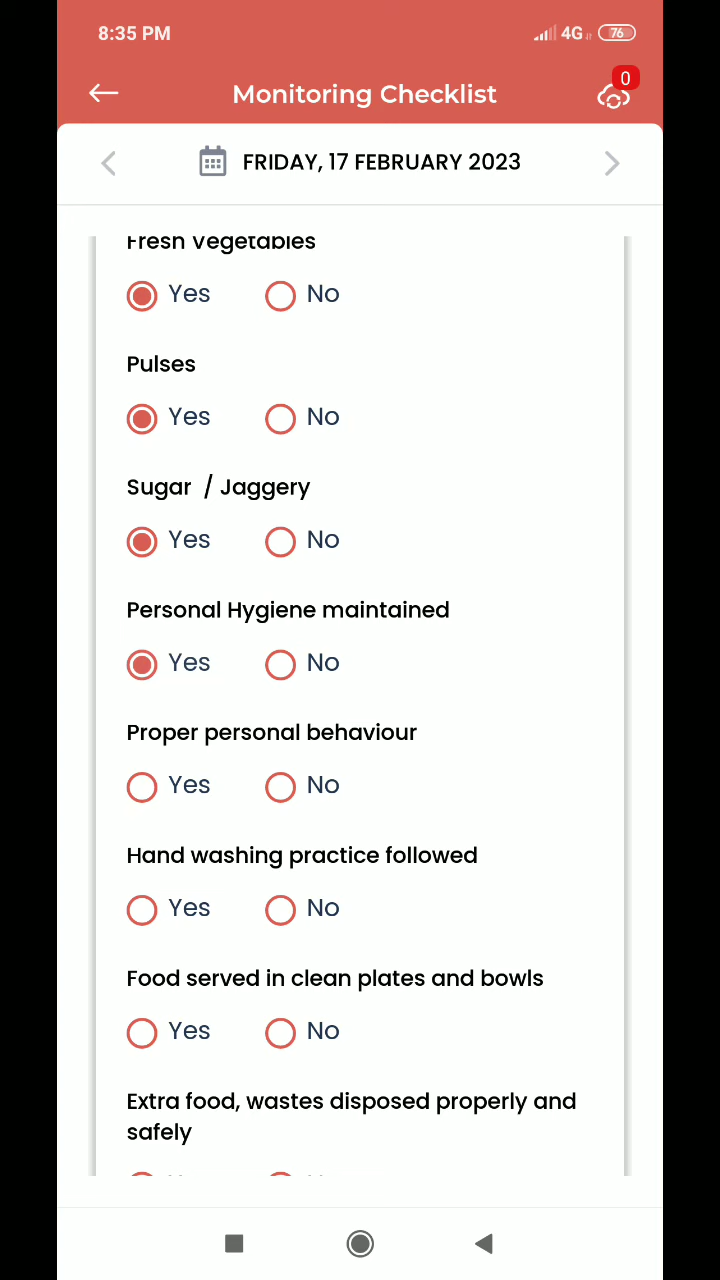 8:35 PM
4G 76
0
Monitoring Checklist
FRIDAY, 17 FEBRUARY 2023
Fresh Vegetables
Yes No
Pulses
Yes No
Sugar / Jaggery
Yes No
Personal Hygiene maintained
Yes No
Proper personal behaviour
Yes No
Hand washing practice followed
Yes No
Food served in clean plates and bowls
Yes No
Extra food, wastes disposed properly and
safely